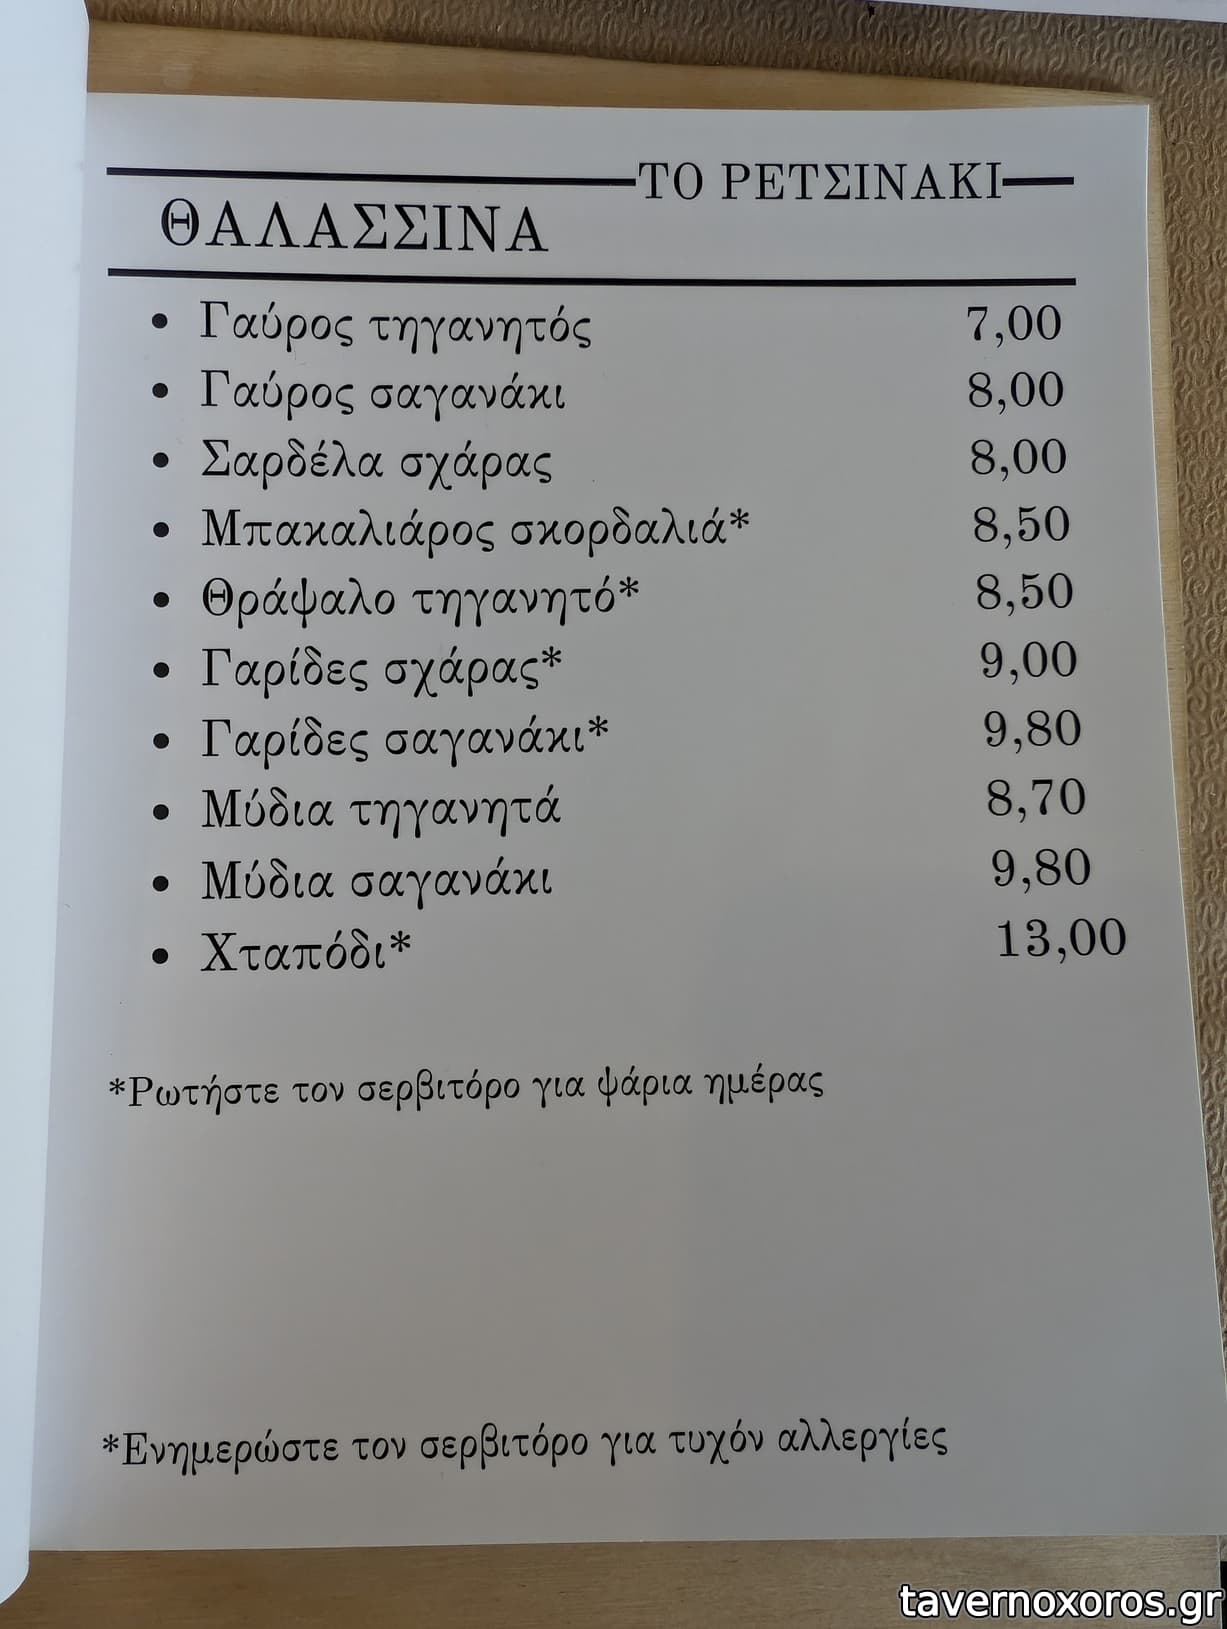 ΤΟ ΡΕΤΣΙΝΑΚΙ
ΘΑΛΑΣΣΙΝΑ
• Γαύρος τηγανητός 7,00
• Γαύρος σαγανάκι 8,00
• Σαρδέλα σχάρας 8,00
• Μπακαλιάρος σκορδαλιά* 8,50
• Θράψαλο τηγανητό* 8,50
• Γαρίδες σχάρας* 9,00
• Γαρίδες σαγανάκι* 9,80
• Μύδια τηγανητά 8,70
• Μύδια σαγανάκι 9,80
• Χταπόδι* 13,00
*Ρωτήστε τον σερβιτόρο για ψάρια ημέρας
*Ενημερώστε τον σερβιτόρο για τυχόν αλλεργίες
tavernoxoros.gr